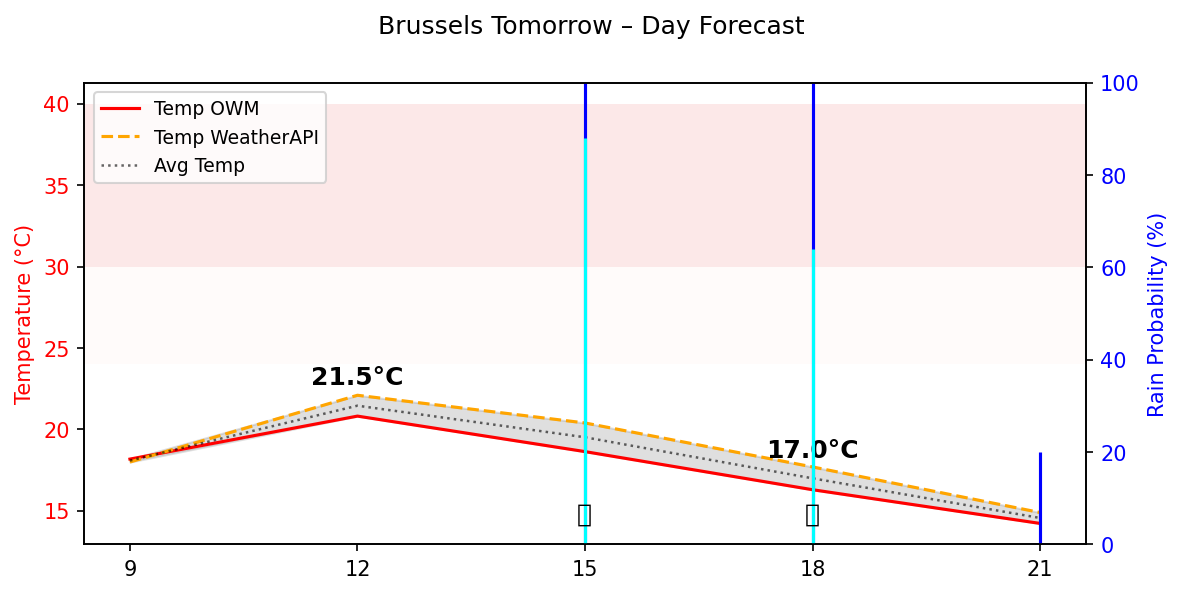 Brussels Tomorrow – Day Forecast
Temperature (°C)
40
35
30
25
20
15
Temp OWM
Temp WeatherAPI
Avg Temp
21.5°C
17.0°C
100
80
60
40
20
0
Rain Probability (%)
9
12
15
18
21